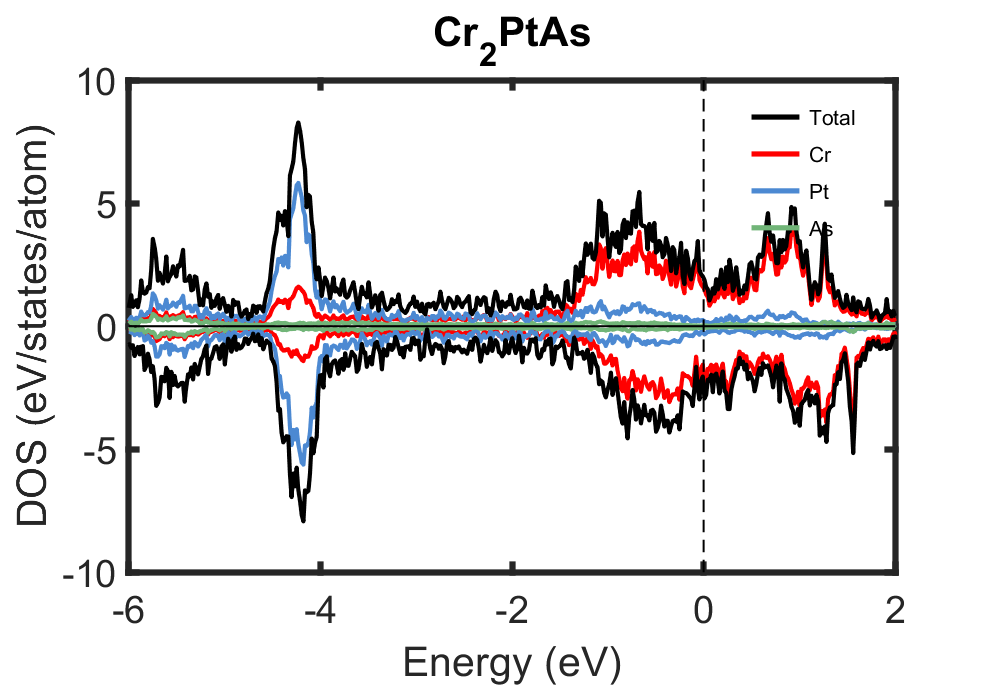 Cr2PtAs
10
5
0
-5
-10
DOS (eV/states/atom)
Total
Cr
Pt
As
-6 -4 -2 0 2
Energy (eV)